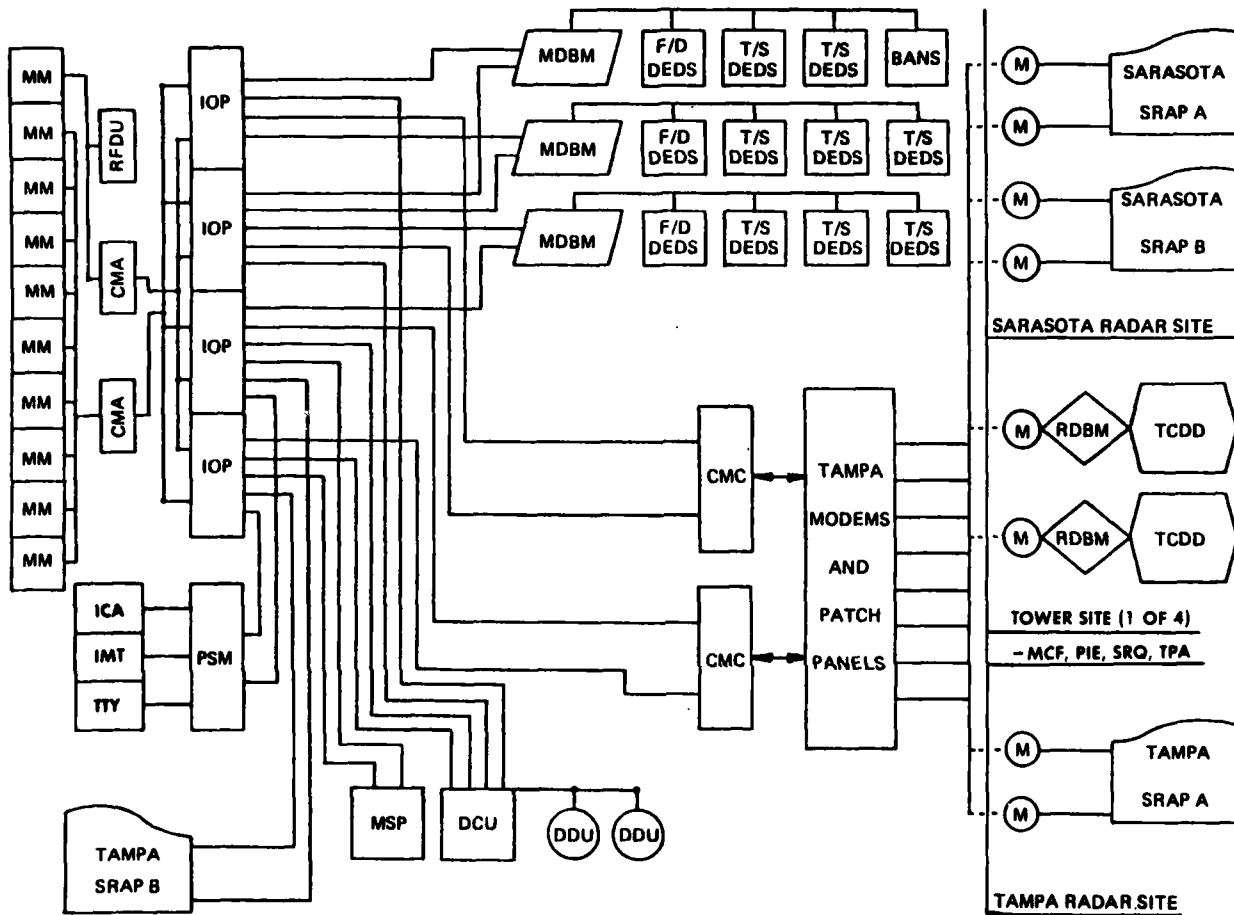 MM
MM
MM
MM
MM
MM
MM
MM
MM
MM
RFDU
CMA
CMA
IOP
IOP
IOP
IOP
ICA
IMT
TTY
PSM
TAMPA
SRAP B
MSP
DCU
DDU
DDU
MDBM
F/D
DEDS
T/S
DEDS
T/S
DEDS
BANS
MDBM
F/D
DEDS
T/S
DEDS
T/S
DEDS
T/S
DEDS
MDBM
F/D
DEDS
T/S
DEDS
T/S
DEDS
T/S
DEDS
CMC
CMC
TAMPA
MODEMS
AND
PATCH
PANELS
M
M
SARASOTA
SRAP A
M
M
SARASOTA
SRAP B
SARASOTA RADAR SITE
M
RDBM
TCDD
M
RDBM
TCDD
TOWER SITE (1 OF 4)
– MCF, PIE, SRQ, TPA
M
M
TAMPA
SRAP A
TAMPA RADAR SITE